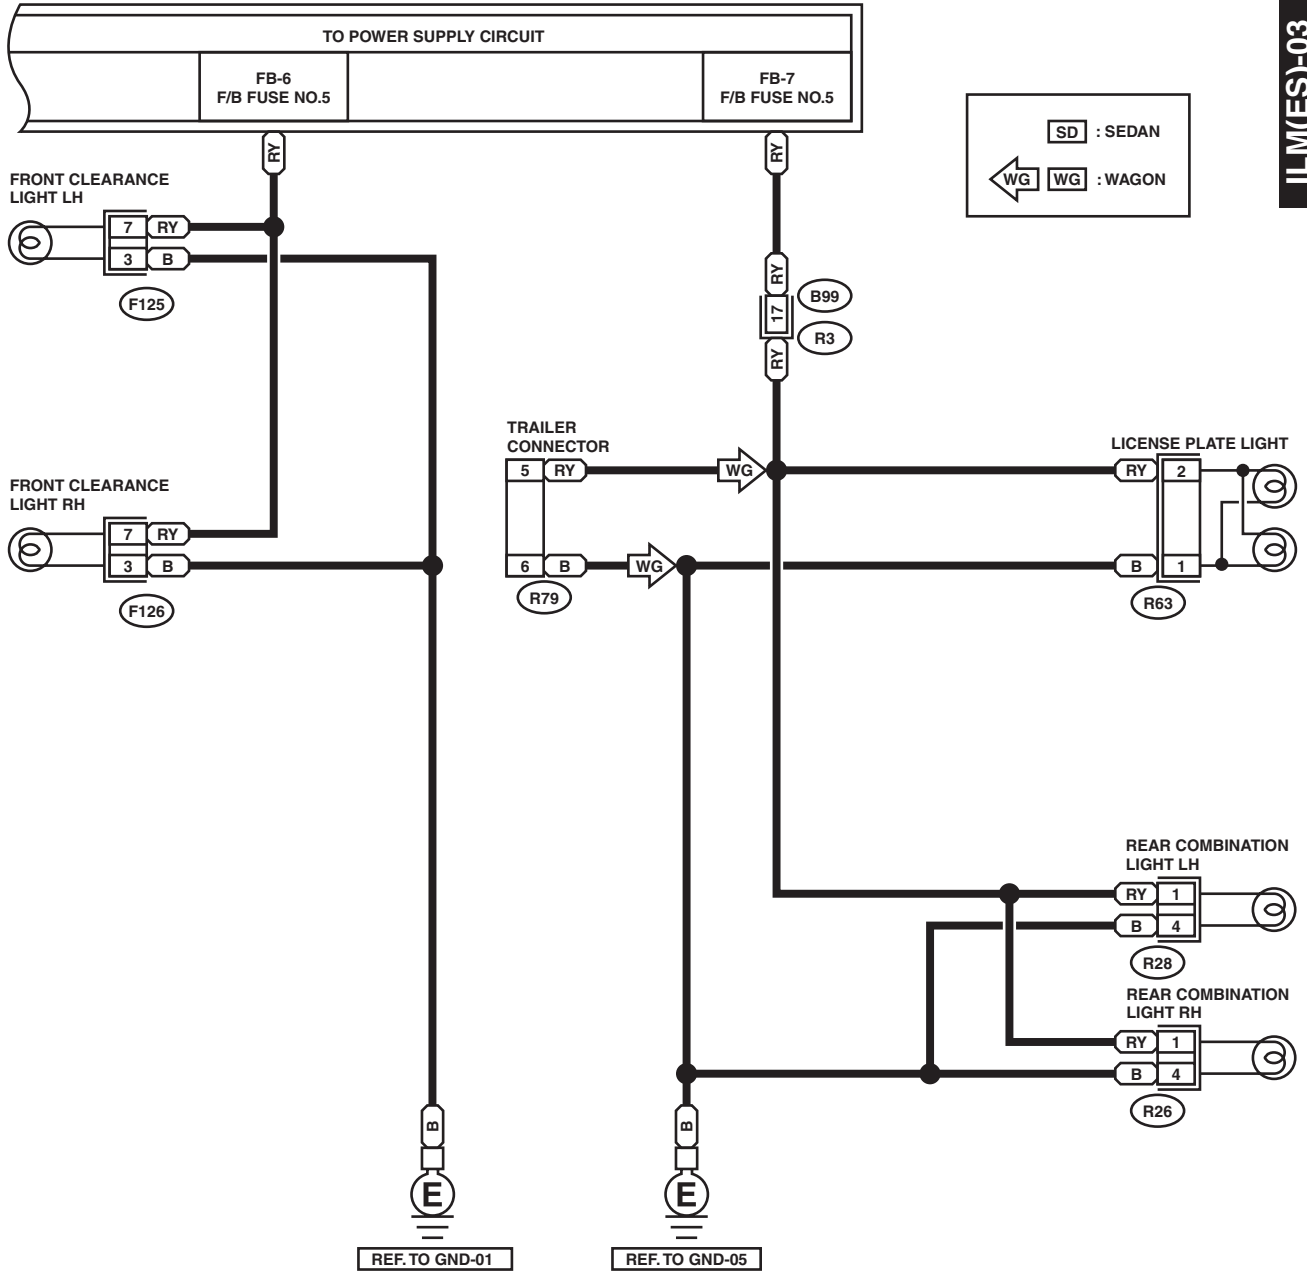 TO POWER SUPPLY CIRCUIT
FB-6
F/B FUSE NO.5
FB-7
F/B FUSE NO.5
ILM(ES)-03
SD : SEDAN
WG WG : WAGON
RY
RY
FRONT CLEARANCE
LIGHT LH
7 RY
3 B
F125
RY
B99
17
R3
RY
TRAILER
CONNECTOR
5 RY
WG
6 B
WG
R79
LICENSE PLATE LIGHT
RY 2
B 1
R63
FRONT CLEARANCE
LIGHT RH
7 RY
3 B
F126
REAR COMBINATION
LIGHT LH
RY 1
B 4
R28
REAR COMBINATION
LIGHT RH
RY 1
B 4
R26
B
B
E
E
REF. TO GND-01
REF. TO GND-05